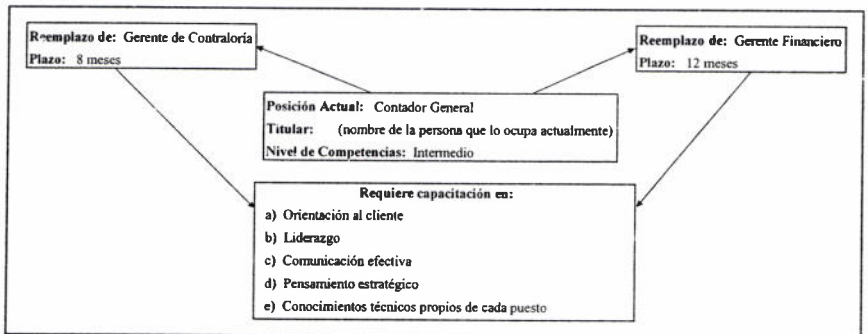 Reemplazo de: Gerente de Contraloría
Plazo: 8 meses
Reemplazo de: Gerente Financiero
Plazo: 12 meses
Posición Actual: Contador General
Titular: (nombre de la persona que lo ocupa actualmente)
Nivel de Competencias: Intermedio
Requiere capacitación en:
a) Orientación al cliente
b) Liderazgo
c) Comunicación efectiva
d) Pensamiento estratégico
e) Conocimientos técnicos propios de cada puesto